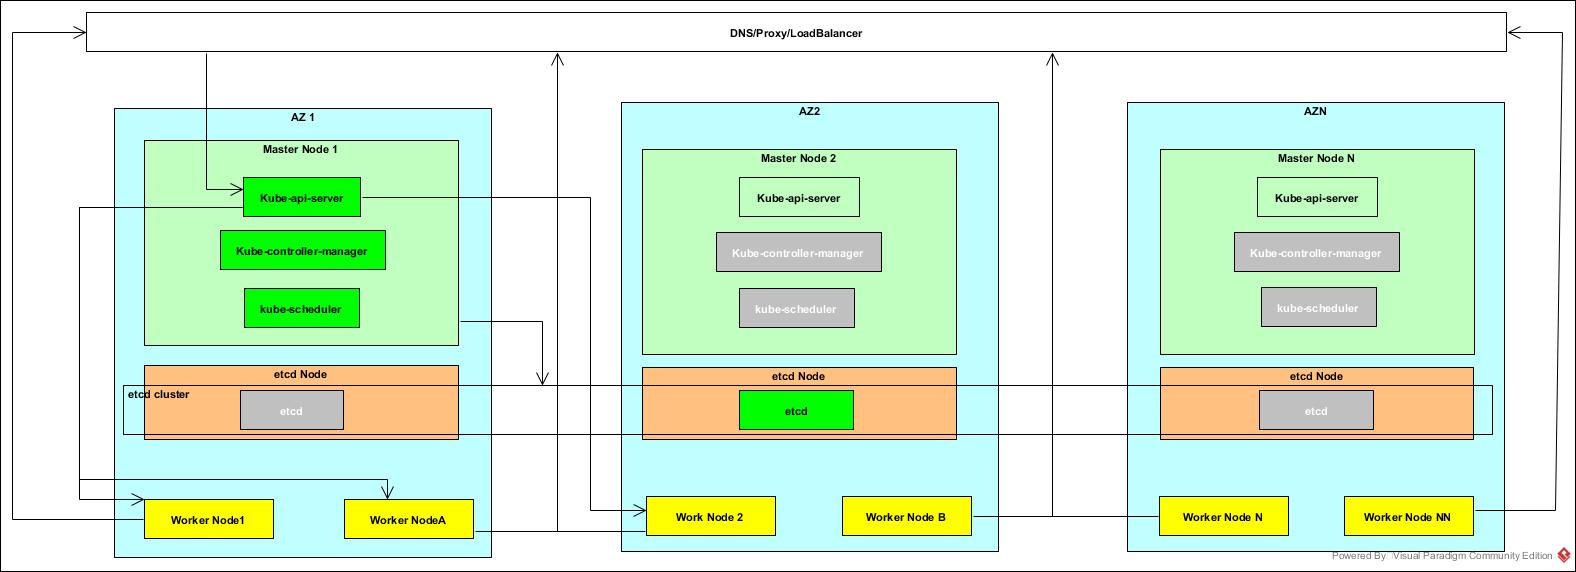 DNS/Proxy/LoadBalancer
AZ 1
Master Node 1
Kube-api-server
Kube-controller-manager
kube-scheduler
etcd Node
etcd cluster
etcd
Worker Node1
Worker NodeA
AZ2
Master Node 2
Kube-api-server
Kube-controller-manager
kube-scheduler
etcd Node
etcd
Work Node 2
Worker Node B
AZN
Master Node N
Kube-api-server
Kube-controller-manager
kube-scheduler
etcd Node
etcd
Worker Node N
Worker Node NN
Powered By Visual Paradigm Community Edition